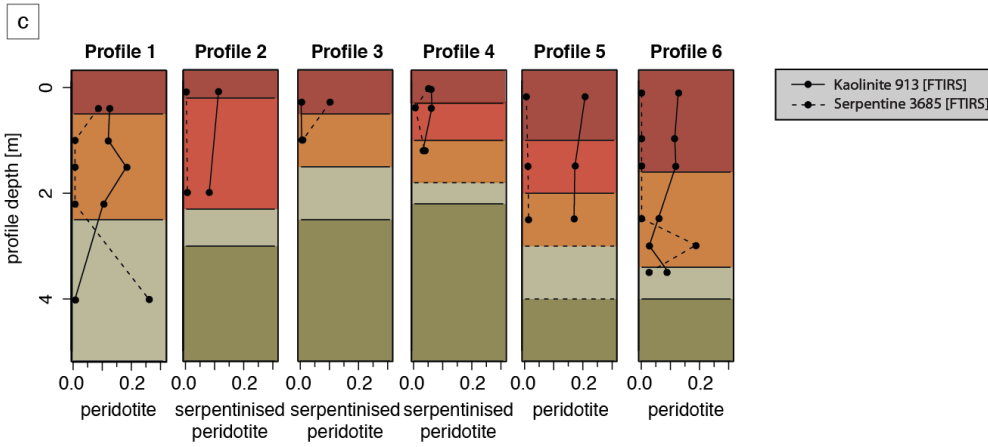 c
Profile 1 Profile 2 Profile 3 Profile 4 Profile 5 Profile 6
Kaolinite 913 [FTIRS]
Serpentine 3685 [FTIRS]
profile depth [m]
0
2
4
0.0 0.2 0.0 0.2 0.0 0.2 0.0 0.2 0.0 0.2 0.0 0.2
peridotite serpentinised serpentinised serpentinised peridotite peridotite
peridotite peridotite peridotite